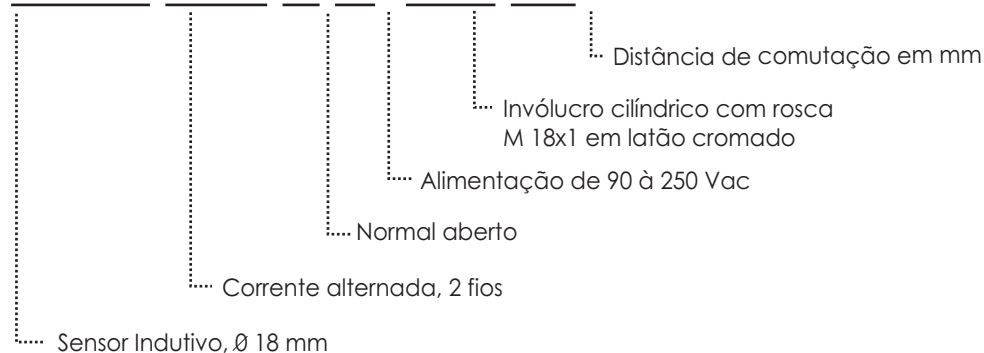 Distância de comutação em mm
Invólucro cilíndrico com rosca
M 18x1 em latão cromado
Alimentação de 90 à 250 Vac
Normal aberto
Corrente alternada, 2 fios
Sensor Indutivo, Ø 18 mm